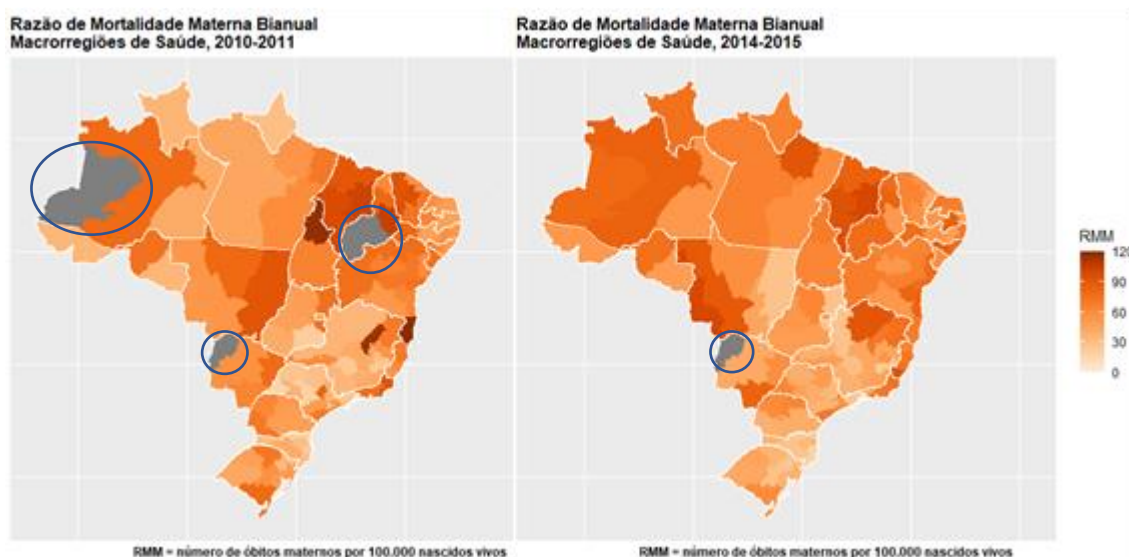 Razão de Mortalidade Materna Bianual
Macrorregiões de Saúde, 2010-2011
Razão de Mortalidade Materna Bianual
Macrorregiões de Saúde, 2014-2015
RMM
120
90
60
30
0
RMM = número de óbitos maternos por 100.000 nascidos vivos
RMM = número de óbitos maternos por 100.000 nascidos vivos